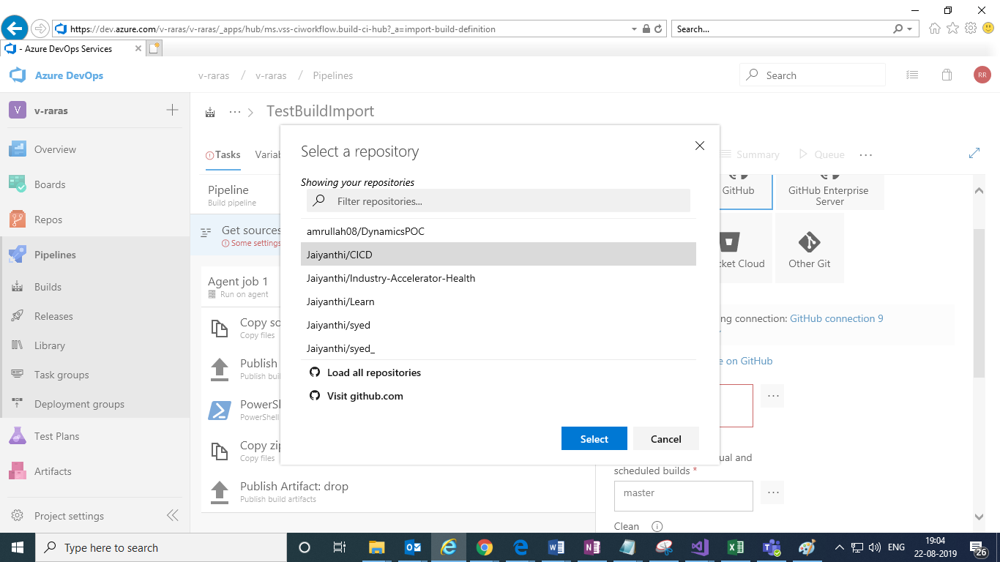 https://dev.azure.com/v-raras/v-raras/_apps/hub/ms.vss-ciworkflow.build-ci-hub?_a=import-build-definition
Search...
- Azure DevOps Services
Azure DevOps
v-raras / v-raras / Pipelines
Search
RR
V v-raras
TestBuildImport
Overview
Boards
Repos
Pipelines
Builds
Releases
Library
Task groups
Deployment groups
Test Plans
Artifacts
Project settings
Tasks
Variab
Summary
Queue
Pipeline
Build pipeline
Get sources
Some settings
Agent job 1
Run on agent
Copy so
Copy files
Publish
Publish buil
PowerShe
PowerShell
Copy zip
Copy files
Publish Artifact: drop
Publish build artifacts
Select a repository
Showing your repositories
Filter repositories...
amrullah08/DynamicsPOC
Jaiyanthi/CICD
Jaiyanthi/Industry-Accelerator-Health
Jaiyanthi/Learn
Jaiyanthi/syed
Jaiyanthi/syed_
Load all repositories
Visit github.com
Select
Cancel
GitHub
GitHub Enterprise
Server
cket Cloud
Other Git
ng connection: GitHub connection 9
e on GitHub
ual and
scheduled builds *
master
Clean
Type here to search
ENG
19:04
22-08-2019
26